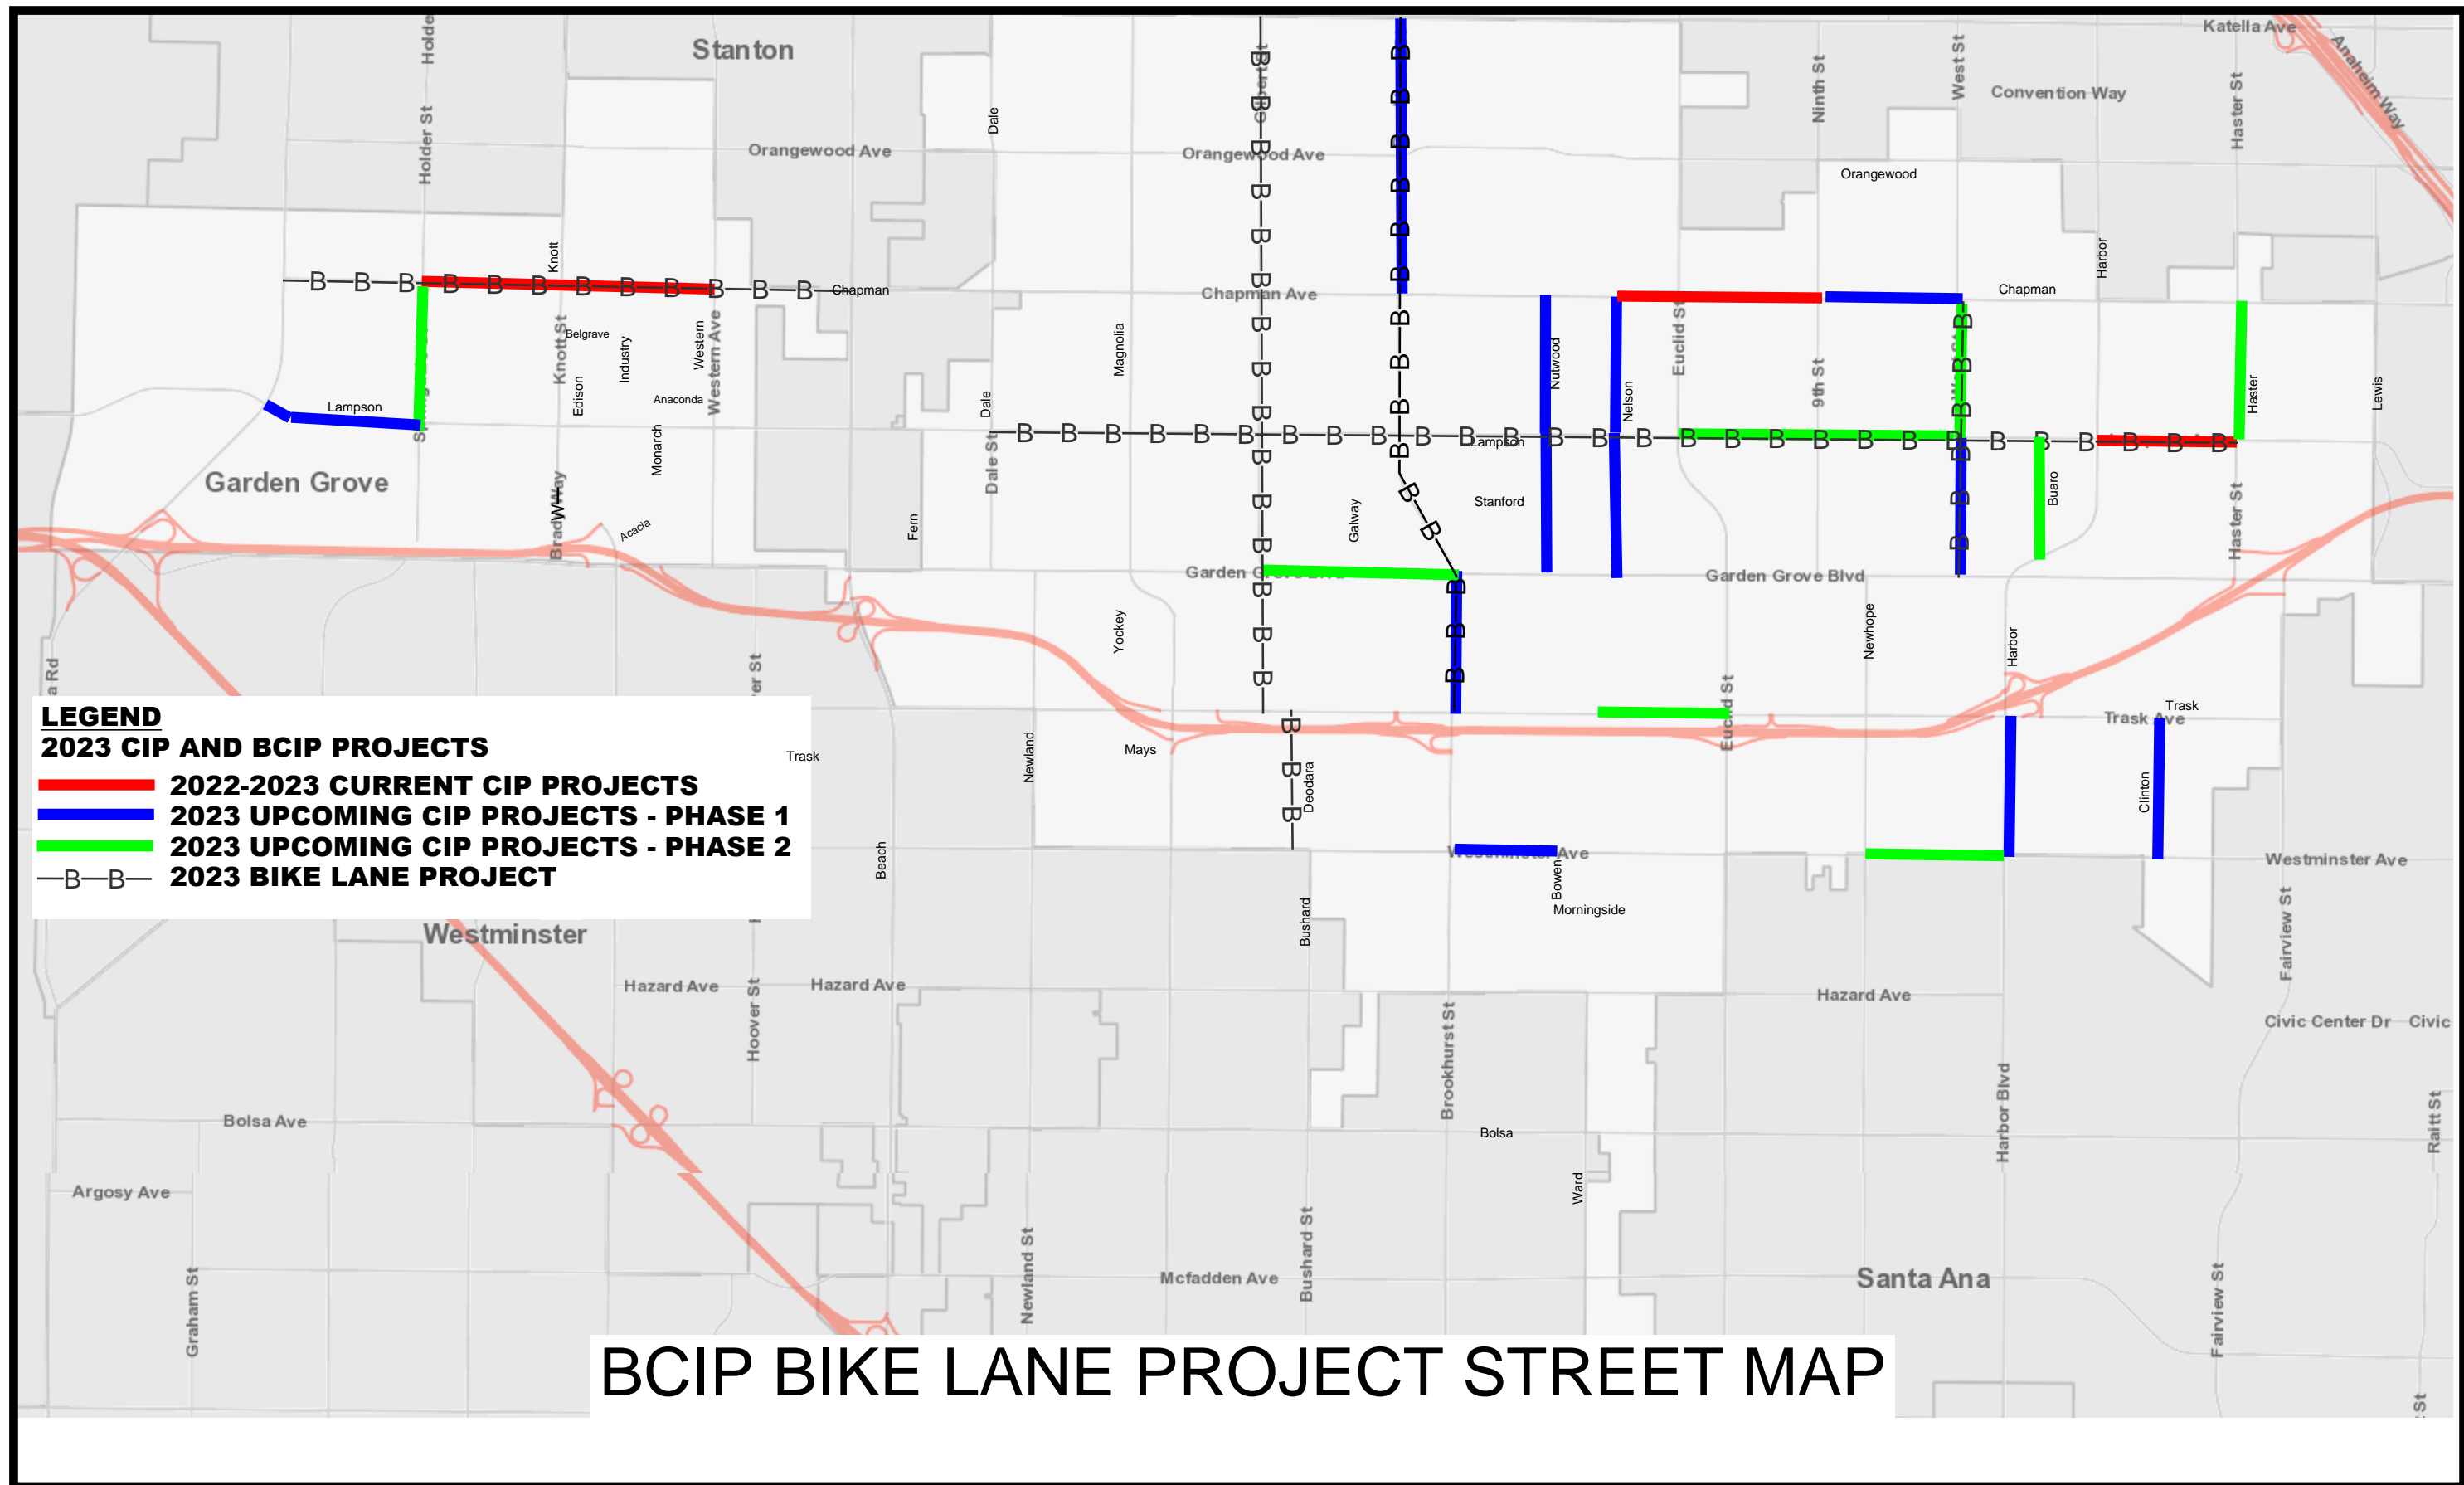 Katella Ave
Anaheim Way
Stanton
Holder St
Ninth St
West St
Convention Way
Haster St
Dale
Orangewood Ave
Orangewood Ave
Orangewood
Knott
Harbor
Chapman
Chapman Ave
Chapman
Knott St
Belgrave
Industry
Western
Western Ave
Magnolia
Nutwood
Nelson
Euclid St
9th St
Haster
Lewis
Edison
Anaconda
Dale
Lampson
Monarch
Lampson
Dale St
Garden Grove
Brady Way
Acacia
Fern
Galway
Stanford
Buaro
Haster St
Garden Grove Blvd
Yockey
Newhope
Harbor
LEGEND
2023 CIP AND BCIP PROJECTS
2022-2023 CURRENT CIP PROJECTS
2023 UPCOMING CIP PROJECTS - PHASE 1
2023 UPCOMING CIP PROJECTS - PHASE 2
—B—B— 2023 BIKE LANE PROJECT
Trask
Newland
Mays
Deodara
Euclid St
Trask
Trask Ave
Clinton
Beach
Westminster Ave
Westminster Ave
Bowen
Morningside
Bushard
Fairview St
Westminster
Hazard Ave
Hazard Ave
Hazard Ave
Hoover St
Brookhurst St
Civic Center Dr
Civic
Harbor Blvd
Raitt St
Bolsa Ave
Bolsa
Argosy Ave
Ward
Graham St
Newland St
Mcfadden Ave
Bushard St
Santa Ana
Fairview St
BCIP BIKE LANE PROJECT STREET MAP